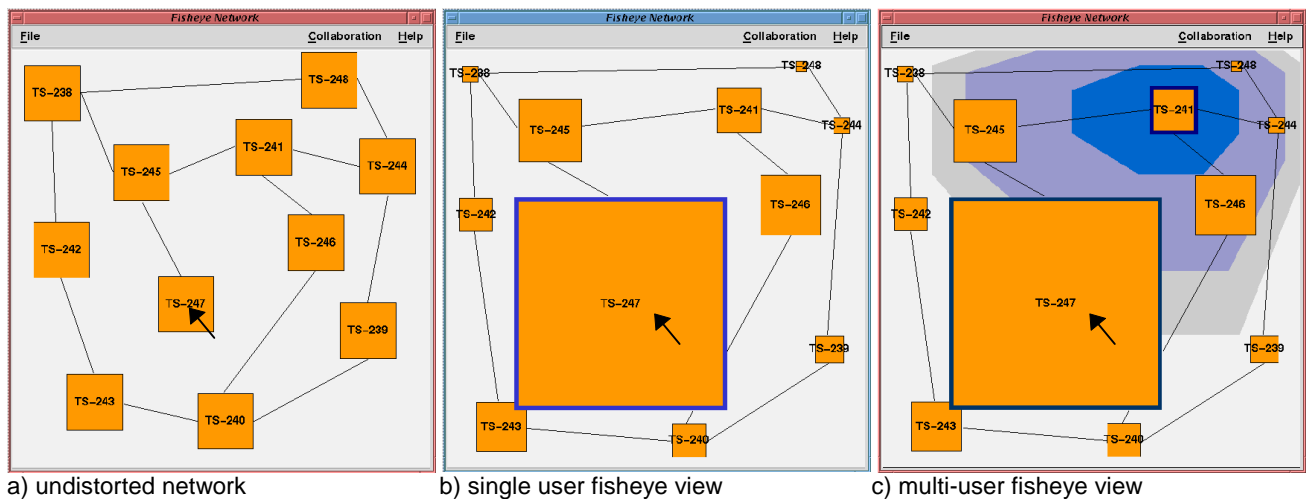 Fisheye Network
File Collaboration Help
TS-238
TS-248
TS-241
TS-244
TS-245
TS-246
TS-242
TS-247
TS-239
TS-243
TS-240
a) undistorted network
Fisheye Network
File Collaboration Help
TS-248
TS-238
TS-241
TS-244
TS-245
TS-246
TS-242
TS-247
TS-239
TS-243
TS-240
b) single user fisheye view
Fisheye Network
File Collaboration Help
TS-248
TS-238
TS-241
TS-244
TS-245
TS-246
TS-242
TS-247
TS-239
TS-243
TS-240
c) multi-user fisheye view